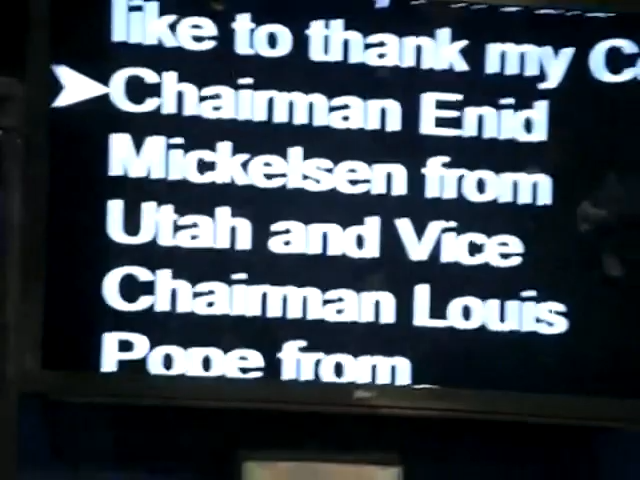 like to thank my
Chairman Enid
Mickelsen from
Utah and Vice
Chairman Louis
Pope from